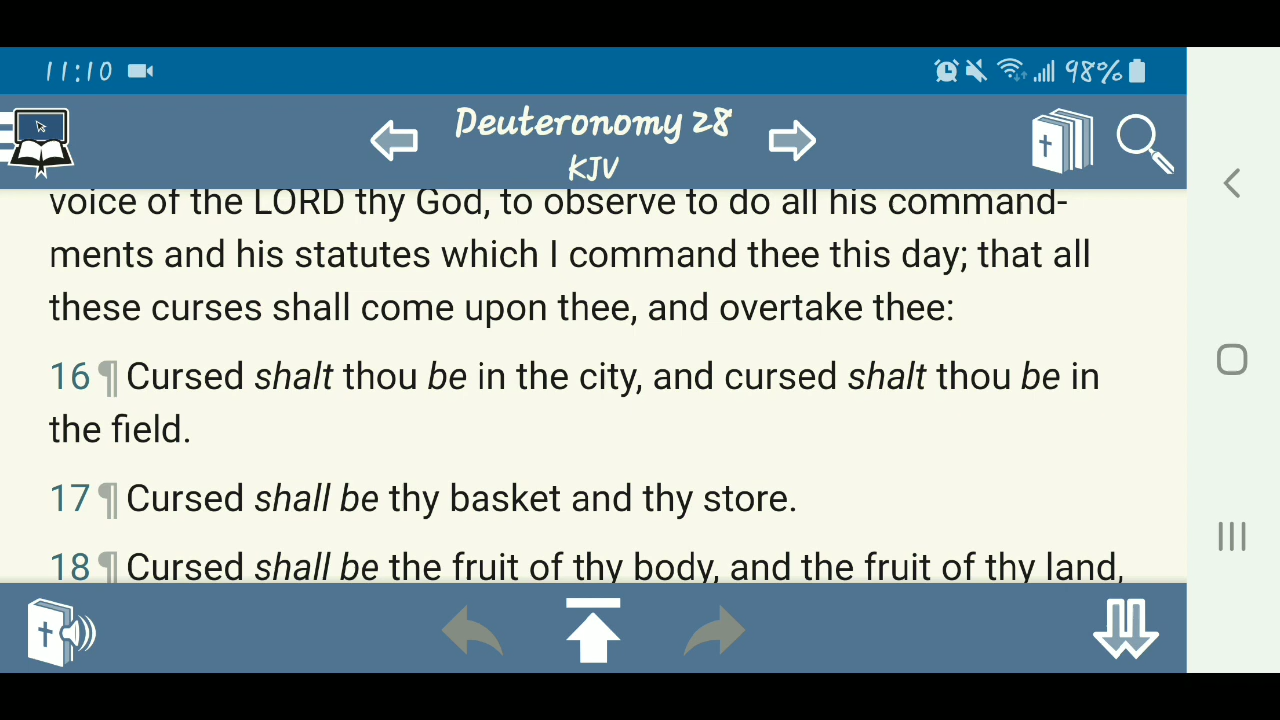 11:10 98%
Deuteronomy 28
KJV
voice of the LORD thy God, to observe to do all his command-
ments and his statutes which I command thee this day; that all
these curses shall come upon thee, and overtake thee:
16 ¶ Cursed shalt thou be in the city, and cursed shalt thou be in
the field.
17 ¶ Cursed shall be thy basket and thy store.
18 ¶ Cursed shall be the fruit of thy body, and the fruit of thy land,